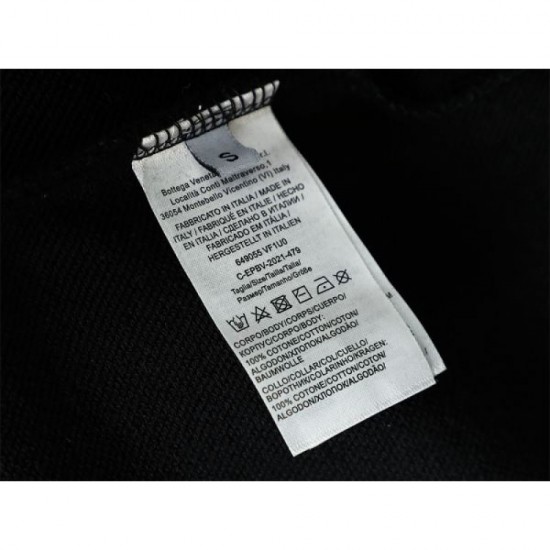 S
Bottega Veneta S.r.l.
Località Conti Maltraverso,1
36054 Montebello Vicentino (VI) Italy
FABBRICATO IN ITALIA / MADE IN
ITALY / FABRIQUÉ EN ITALIE / HECHO
EN ITALIA / СДЕЛАНО В ИТАЛИИ /
FABRICADO EM ITÁLIA /
HERGESTELLT IN ITALIEN
649055 VF1U0
C-EPBV-2021-479
Taglia/Size/Taille/Talla/
Размер/Tamanho/Größe
CORPO/BODY/CORPS/CUERPO/
КОРПУС/CORPO/BODY:
100% COTONE/COTTON/COTON/
ALGODON/ХЛОПОК/ALGODÃO/
BAUMWOLLE
COLLO/COLLAR/COL/CUELLO/
ВОРОТНИК/COLARINHO/KRAGEN:
100% COTONE/COTTON/COTON/
ALGODON/ХЛОПОК/ALGODÃO/